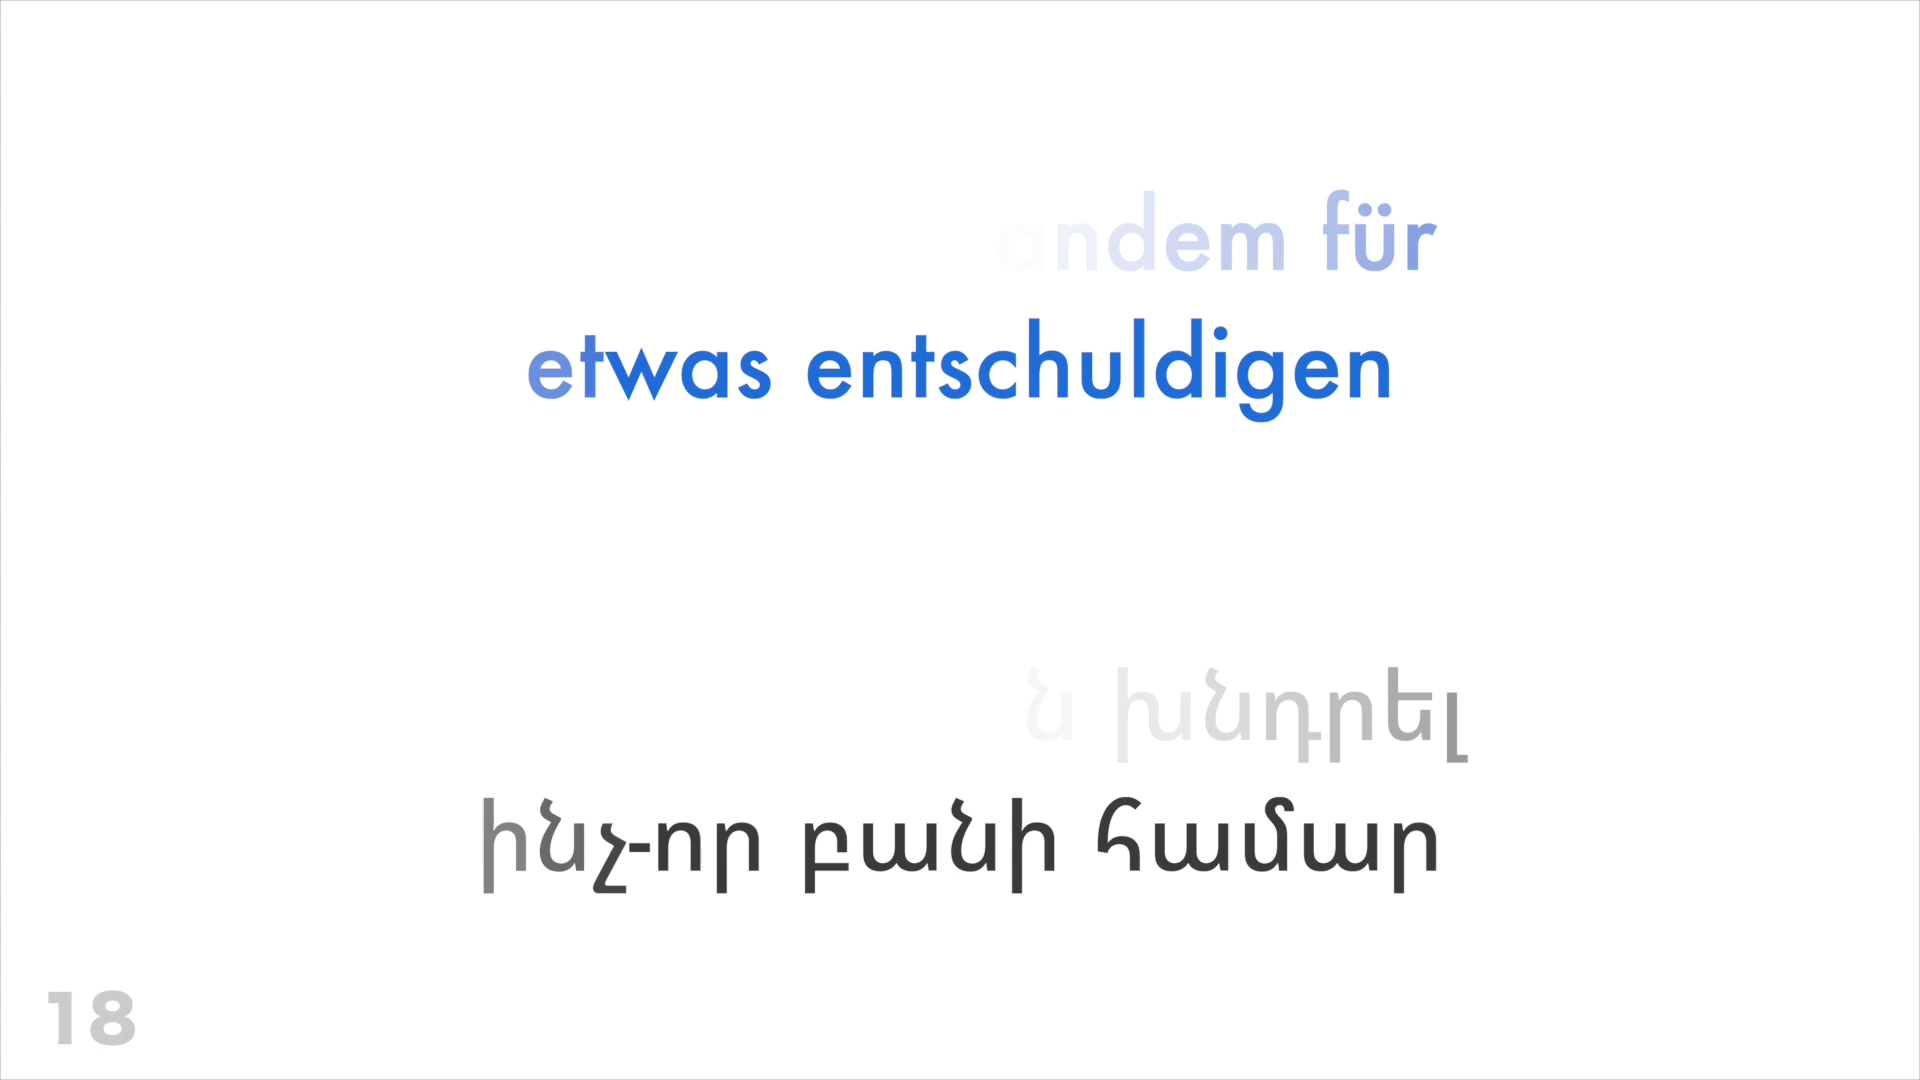 andem für
etwas entschuldigen
ն խնդրել
ինչ-որ բանի համար
18